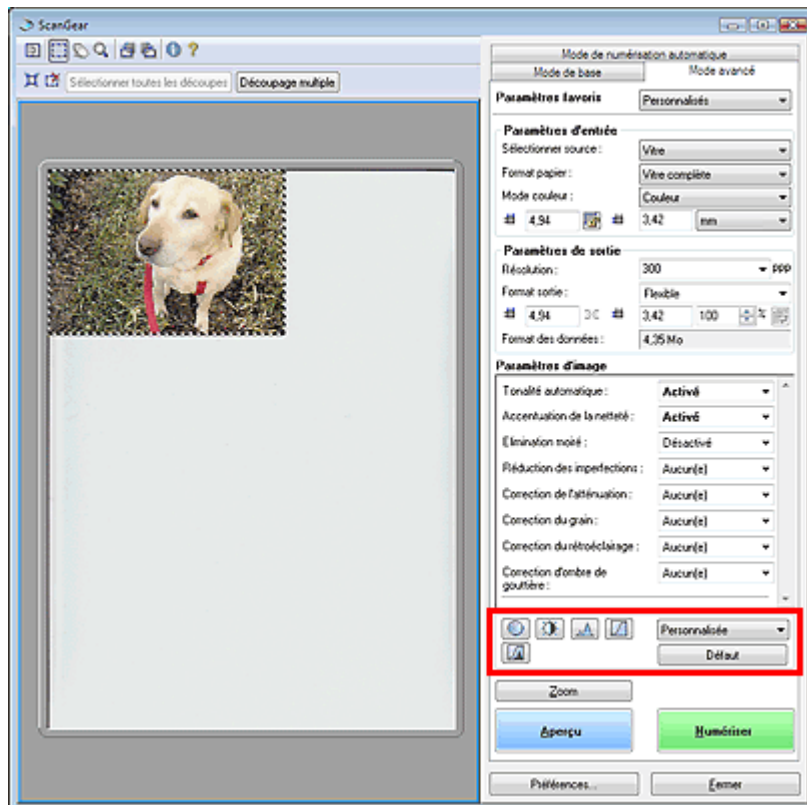 ScanGear
Sélectionner toutes les découpes Découpage multiple
Mode de numérisation automatique
Mode de base Mode avancé
Paramètres favoris Personnalisés
Paramètres d'entrée
Sélectionner source : Vitre
Format papier : Vitre complète
Mode couleur : Couleur
4,94 3,42 mm
Paramètres de sortie
Résolution : 300 PPP
Format sortie : Flexible
4,94 3,42 100 %
Format des données : 4,35 Mo
Paramètres d'image
Tonalité automatique : Activé
Accentuation de la netteté : Activé
Elimination moiré : Désactivé
Réduction des imperfections : Aucun(e)
Correction de l'atténuation : Aucun(e)
Correction du grain : Aucun(e)
Correction du rétroéclairage : Aucun(e)
Correction d'ombre de Aucun(e)
gouttière :
Personnalisée
Défaut
Zoom
Aperçu Numériser
Préférences... Fermer